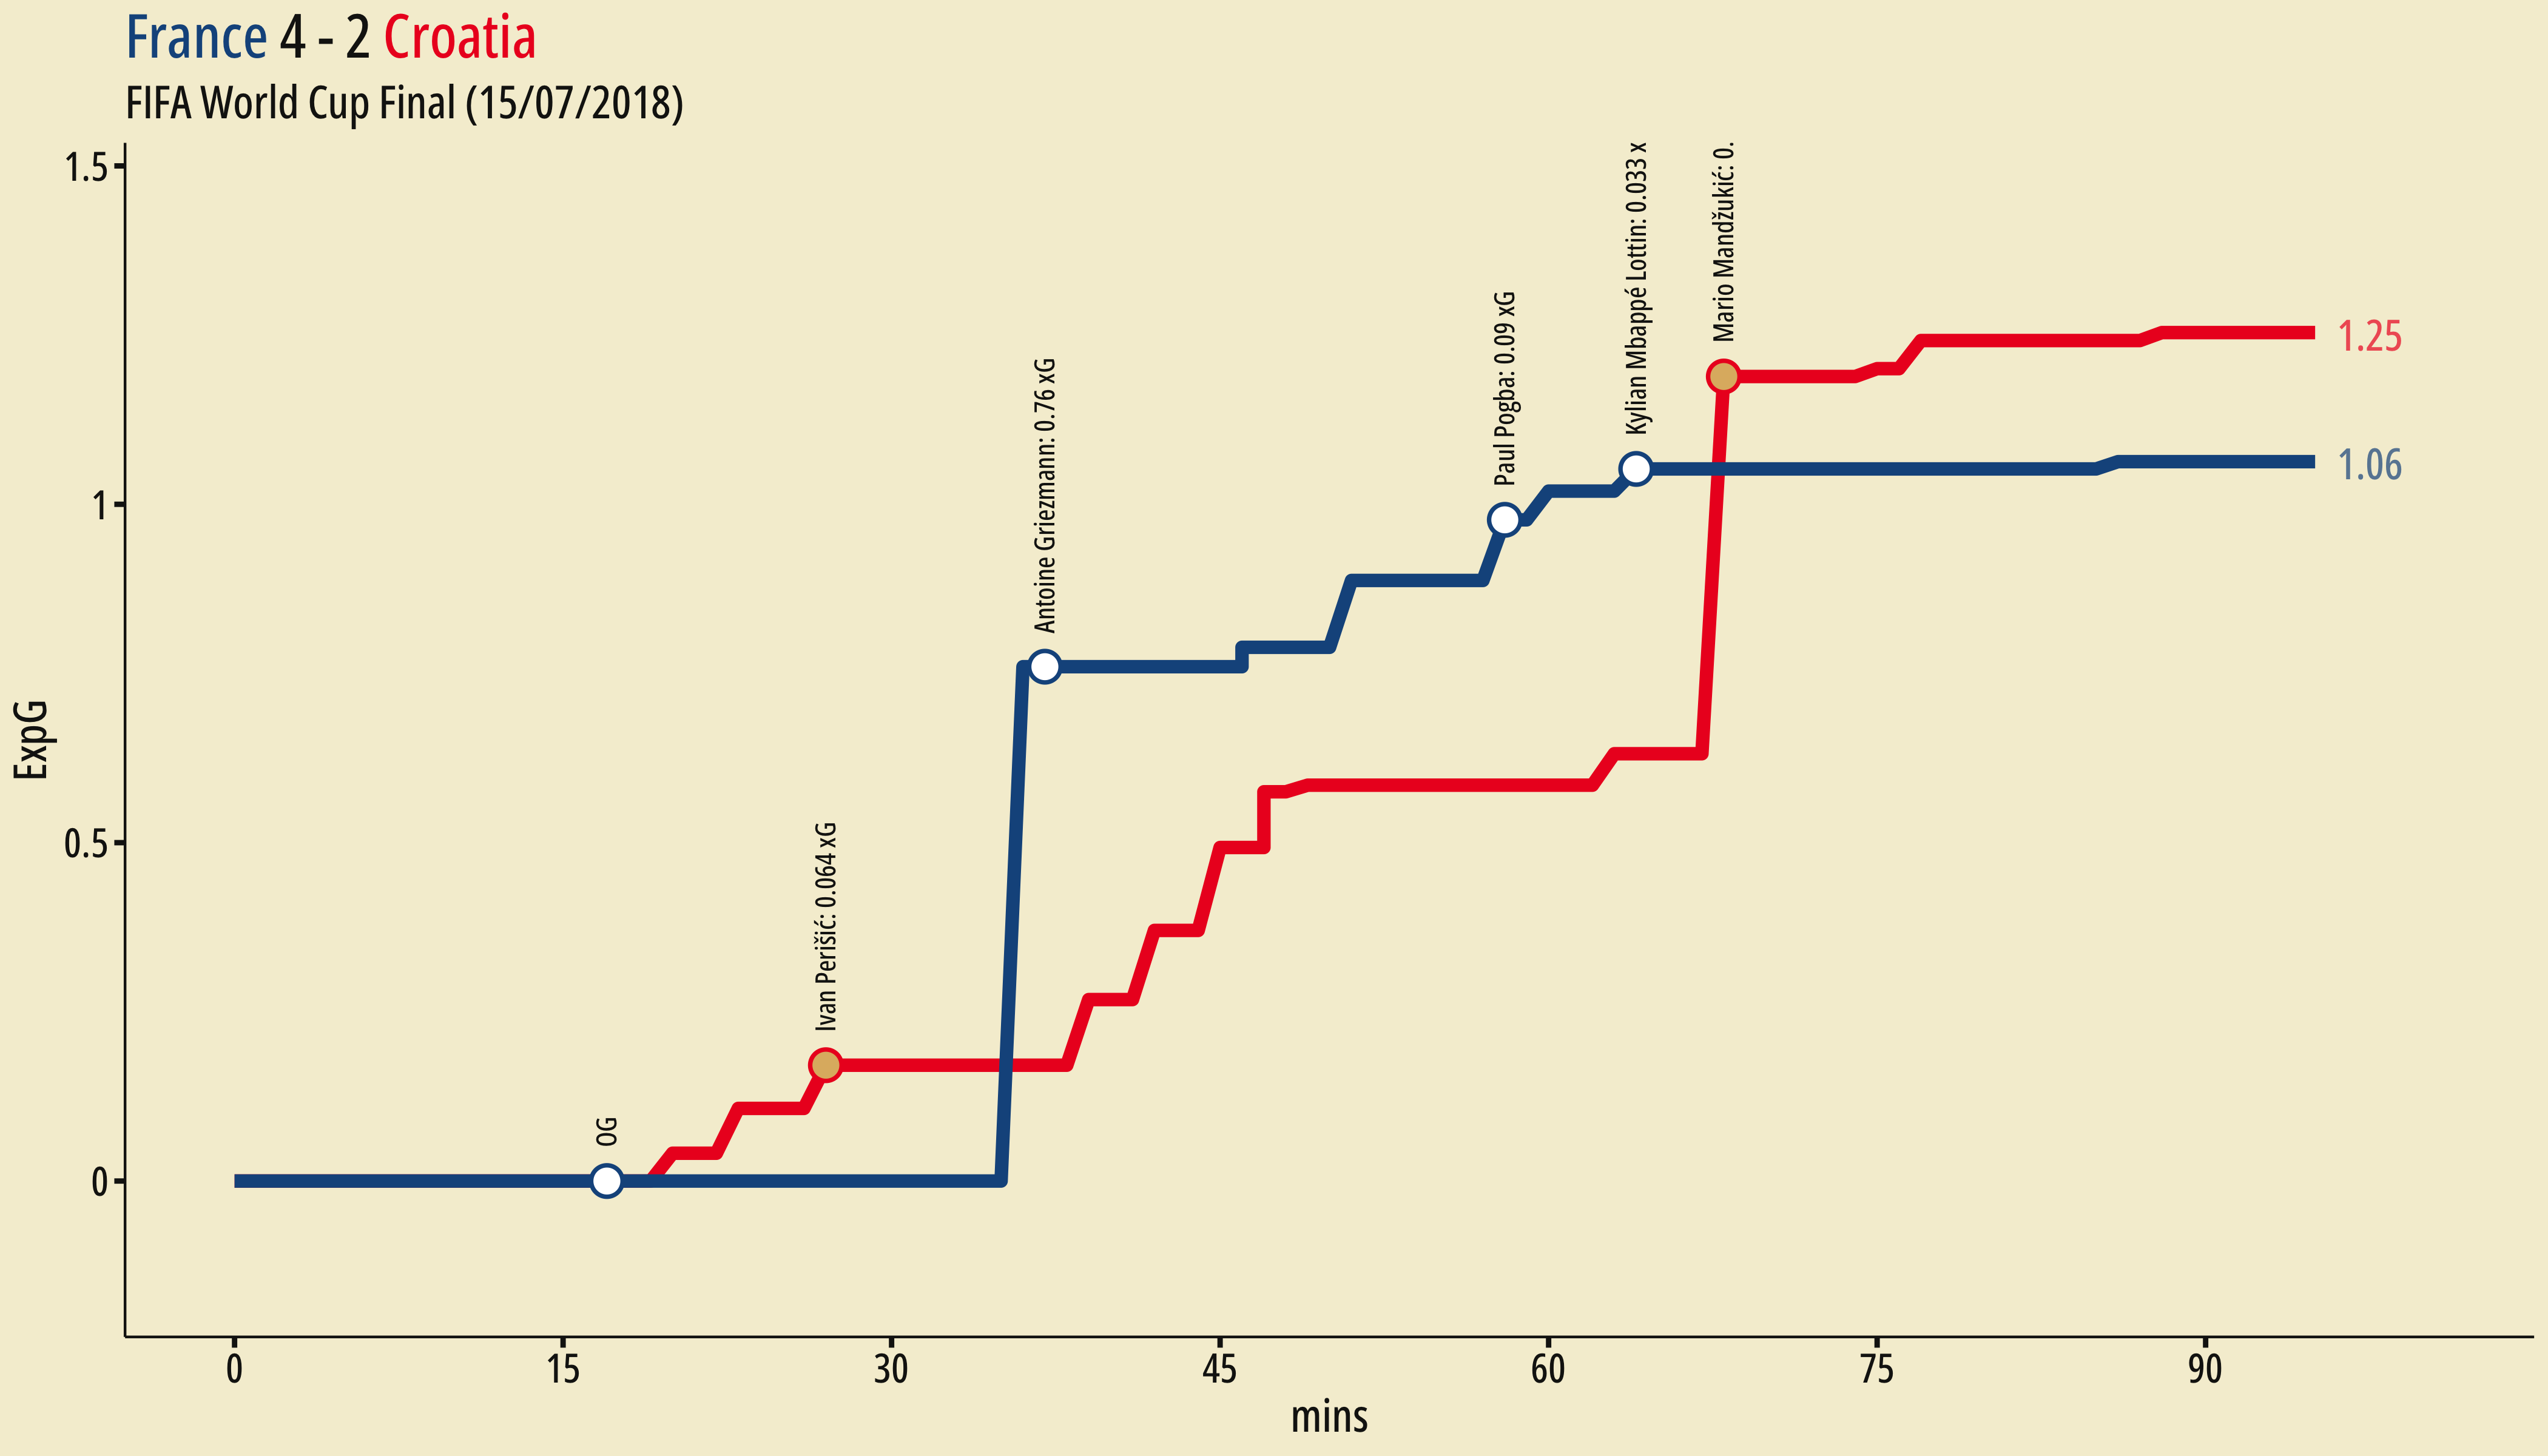 France 4 - 2 Croatia
FIFA World Cup Final (15/07/2018)
1.5
1
0.5
0
ExpG
OG
Ivan Perišić: 0.064 xG
Antoine Griezmann: 0.76 xG
Paul Pogba: 0.09 xG
Kylian Mbappé Lottin: 0.033 x
Mario Mandžukić: 0.
1.25
1.06
0 15 30 45 60 75 90
mins